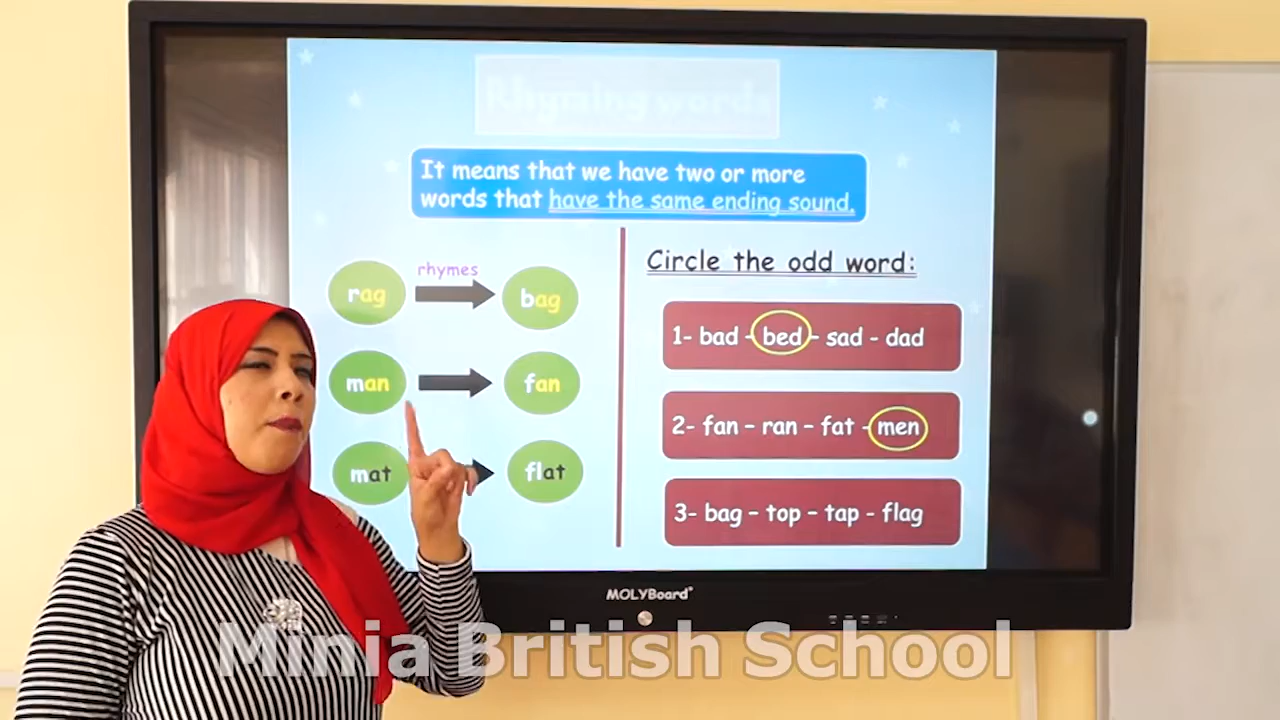 Rhyming words
It means that we have two or more
words that have the same ending sound.
rag
rhymes
bag
man
fan
mat
flat
Circle the odd word:
1- bad - bed - sad - dad
2- fan - ran - fat - men
3- bag - top - tap - flag
MOLYBoard
Minia British School